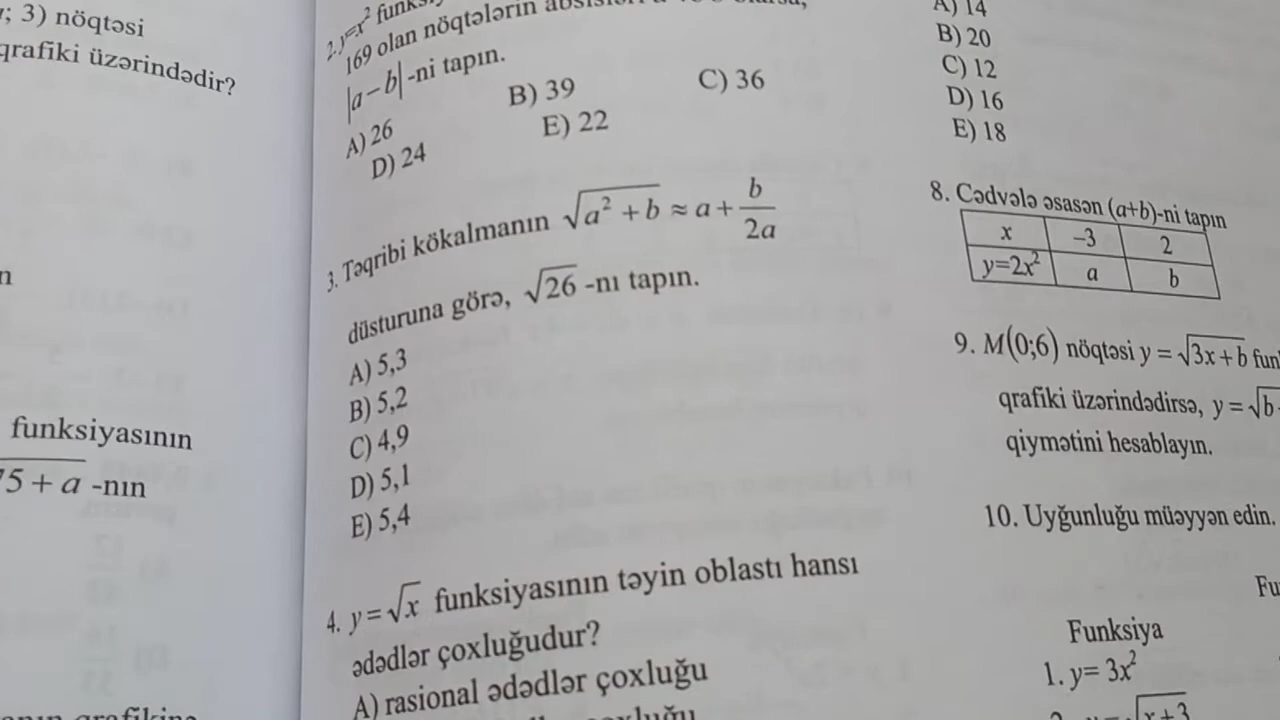 ; 3) nöqtəsi
qrafiki üzərindədir?
n
funksiyasının
5 + a -nın
2. y=x²
169 olan nöqtələrin
|a − b| -ni tapın.
A) 26
B) 39
C) 36
D) 24
E) 22
3. Təqribi kökalmanın √(a² + b) ≈ a + b/2a
düsturuna görə, √26 -nı tapın.
A) 5,3
B) 5,2
C) 4,9
D) 5,1
E) 5,4
4. y = √x funksiyasının təyin oblastı hansı
ədədlər çoxluğudur?
A) rasional ədədlər çoxluğu
A) 14
B) 20
C) 12
D) 16
E) 18
8. Cədvələ əsasən (a+b)-ni tapın
x -3 2
y=2x² a b
9. M(0;6) nöqtəsi y = √(3x + b) fun
qrafiki üzərindədirsə, y = √b
qiymətini hesablayın.
10. Uyğunluğu müəyyən edin.
Fu
Funksiya
1. y= 3x²